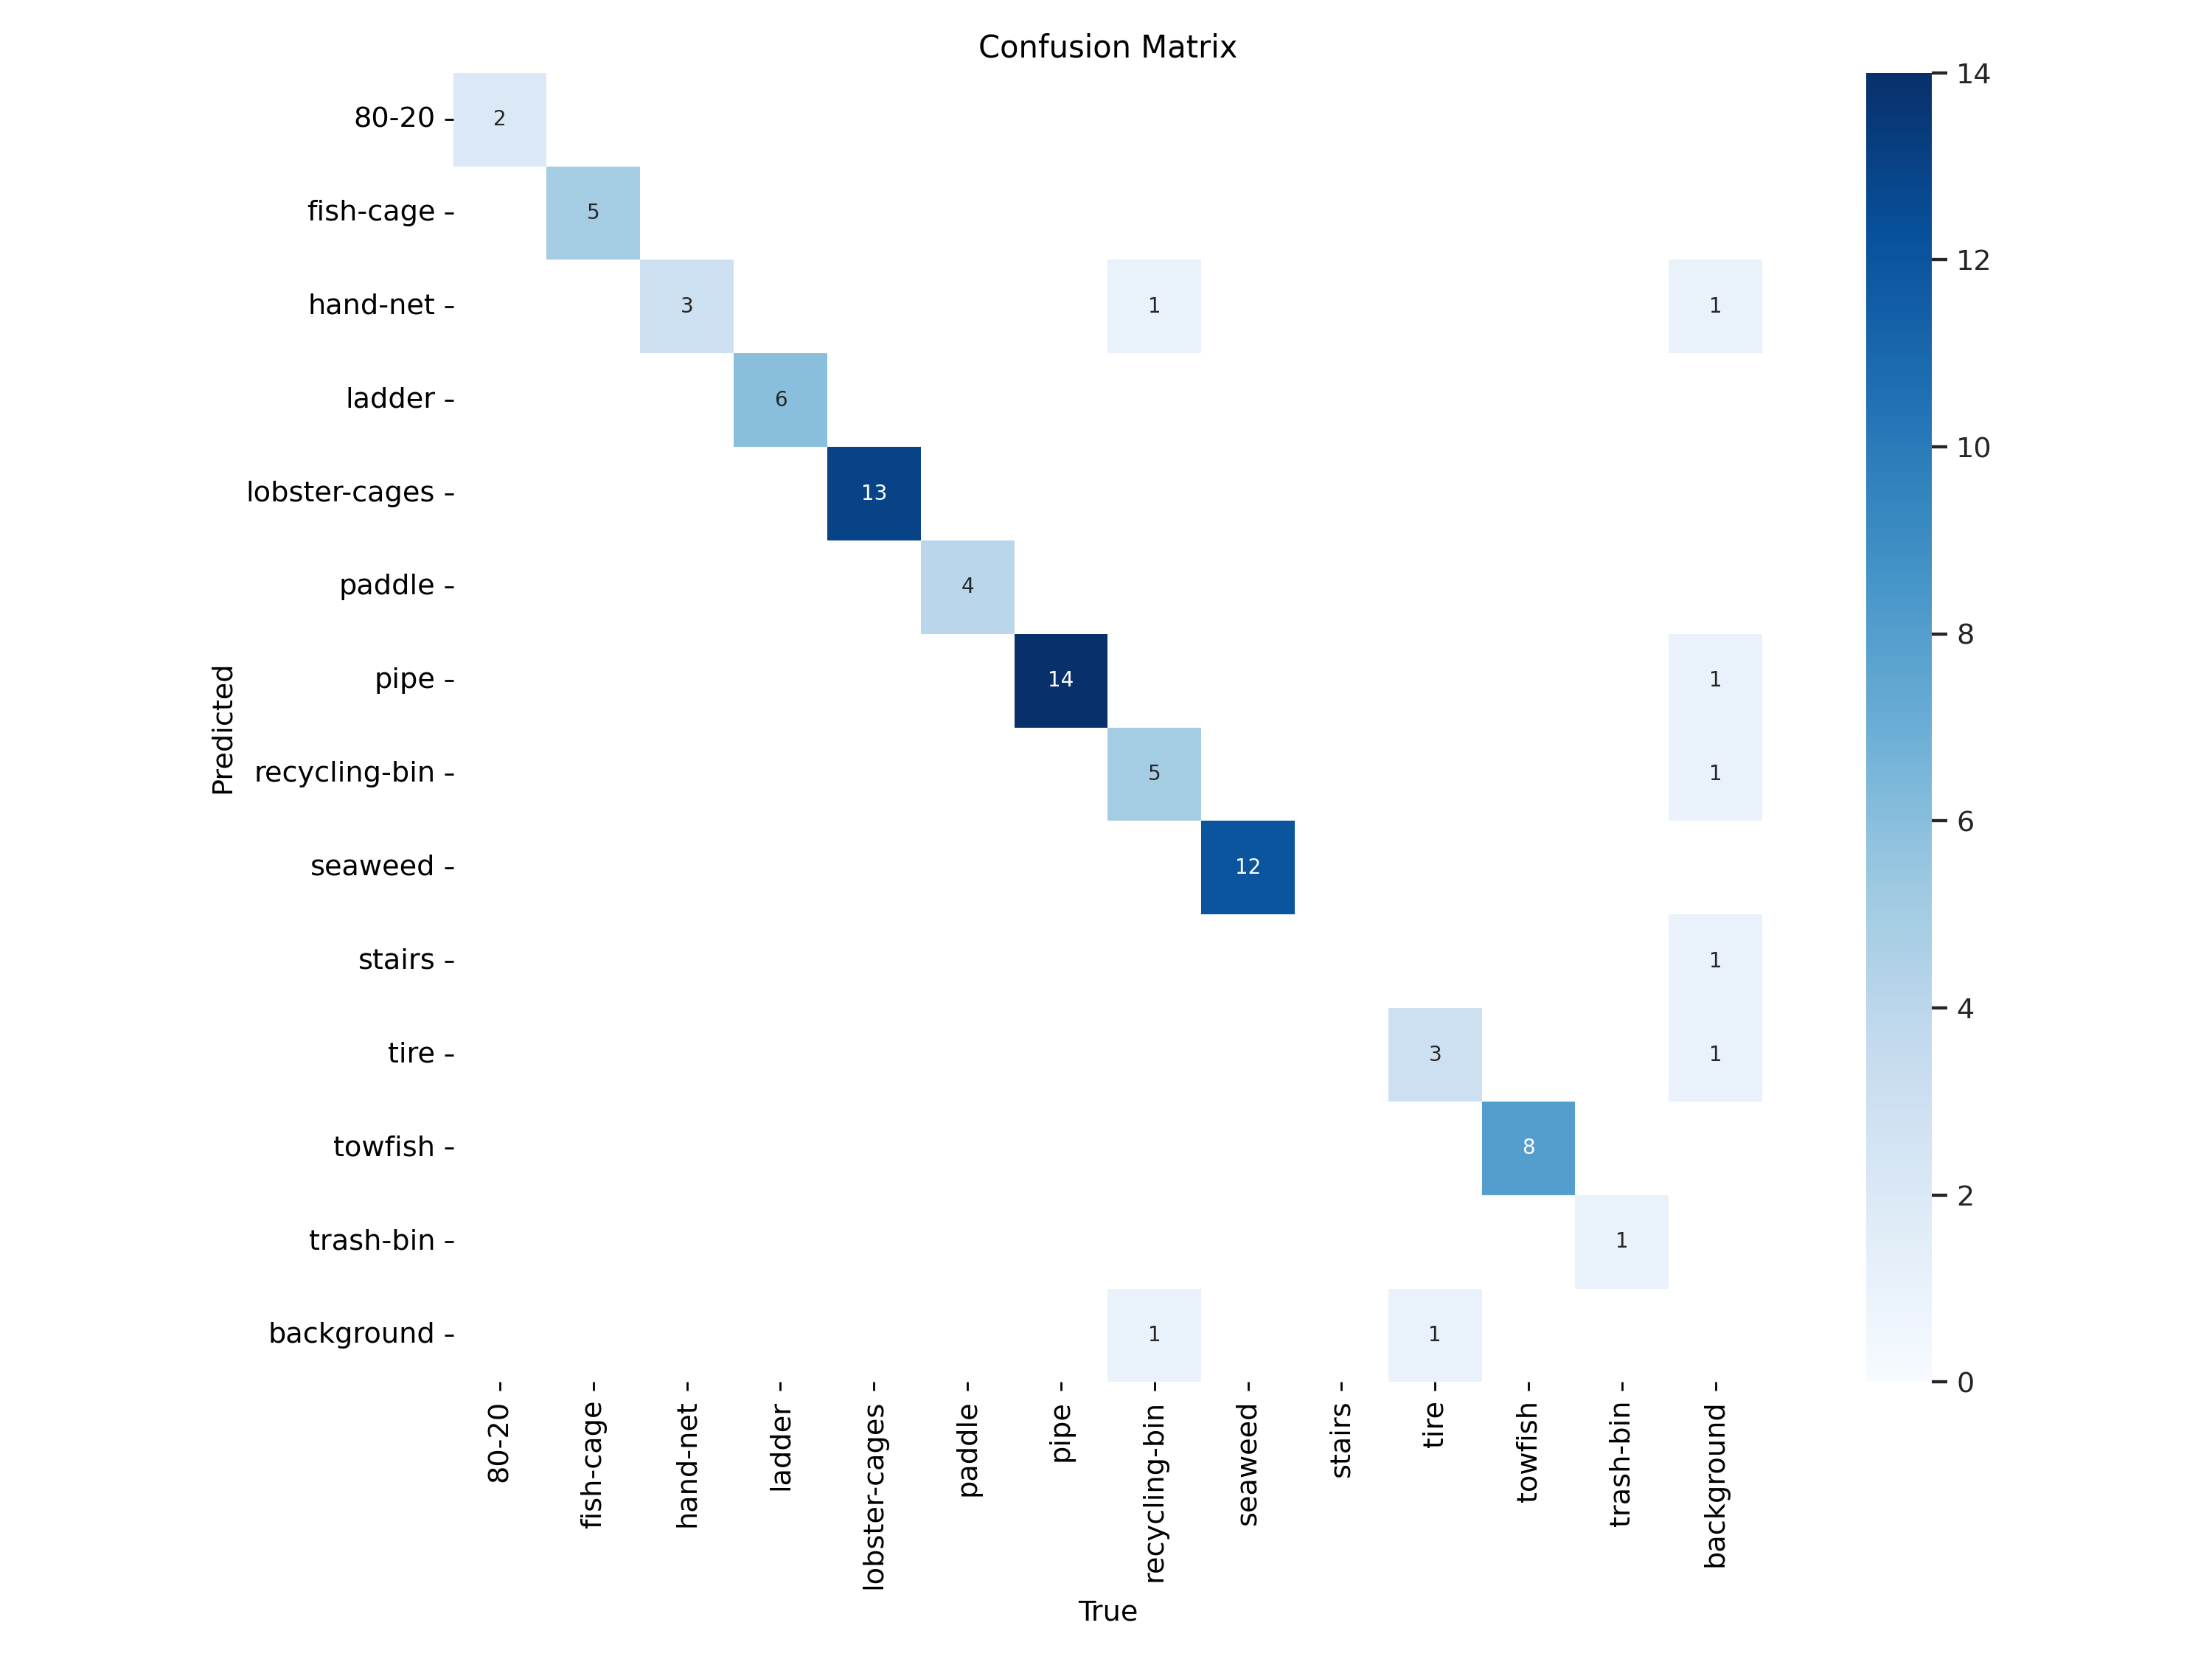 Confusion Matrix
80-20
2
fish-cage
5
hand-net
3
1
1
ladder
6
lobster-cages
13
paddle
4
pipe
14
1
recycling-bin
5
1
seaweed
12
stairs
1
tire
3
1
towfish
8
trash-bin
1
background
1
1
Predicted
80-20
fish-cage
hand-net
ladder
lobster-cages
paddle
pipe
recycling-bin
seaweed
stairs
tire
towfish
trash-bin
background
True
14
12
10
8
6
4
2
0